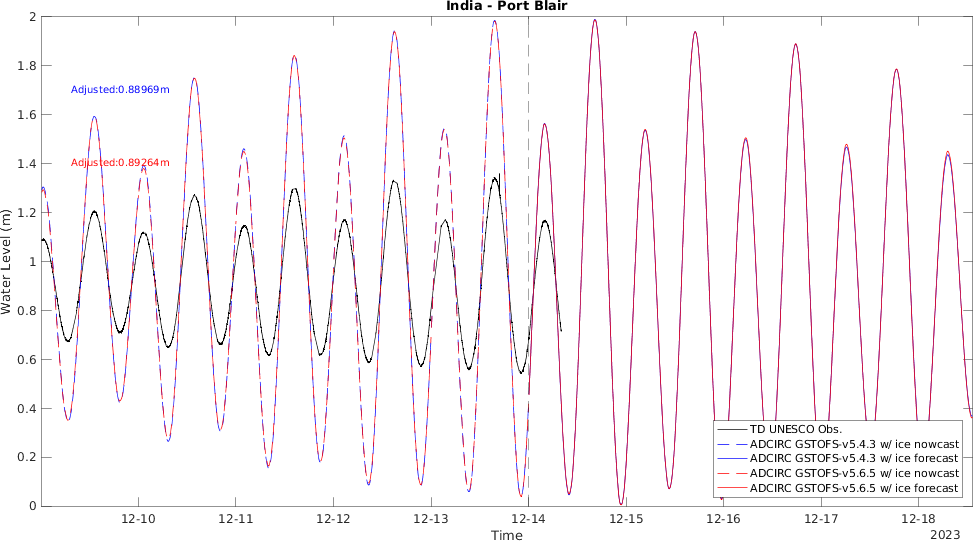 India - Port Blair
2
1.8
1.6
1.4
1.2
1
0.8
0.6
0.4
0.2
0
Water Level (m)
Adjusted:0.88969m
Adjusted:0.89264m
TD UNESCO Obs.
ADCIRC GSTOFS-v5.4.3 w/ ice nowcast
ADCIRC GSTOFS-v5.4.3 w/ ice forecast
ADCIRC GSTOFS-v5.6.5 w/ ice nowcast
ADCIRC GSTOFS-v5.6.5 w/ ice forecast
12-10 12-11 12-12 12-13 12-14 12-15 12-16 12-17 12-18
Time
2023